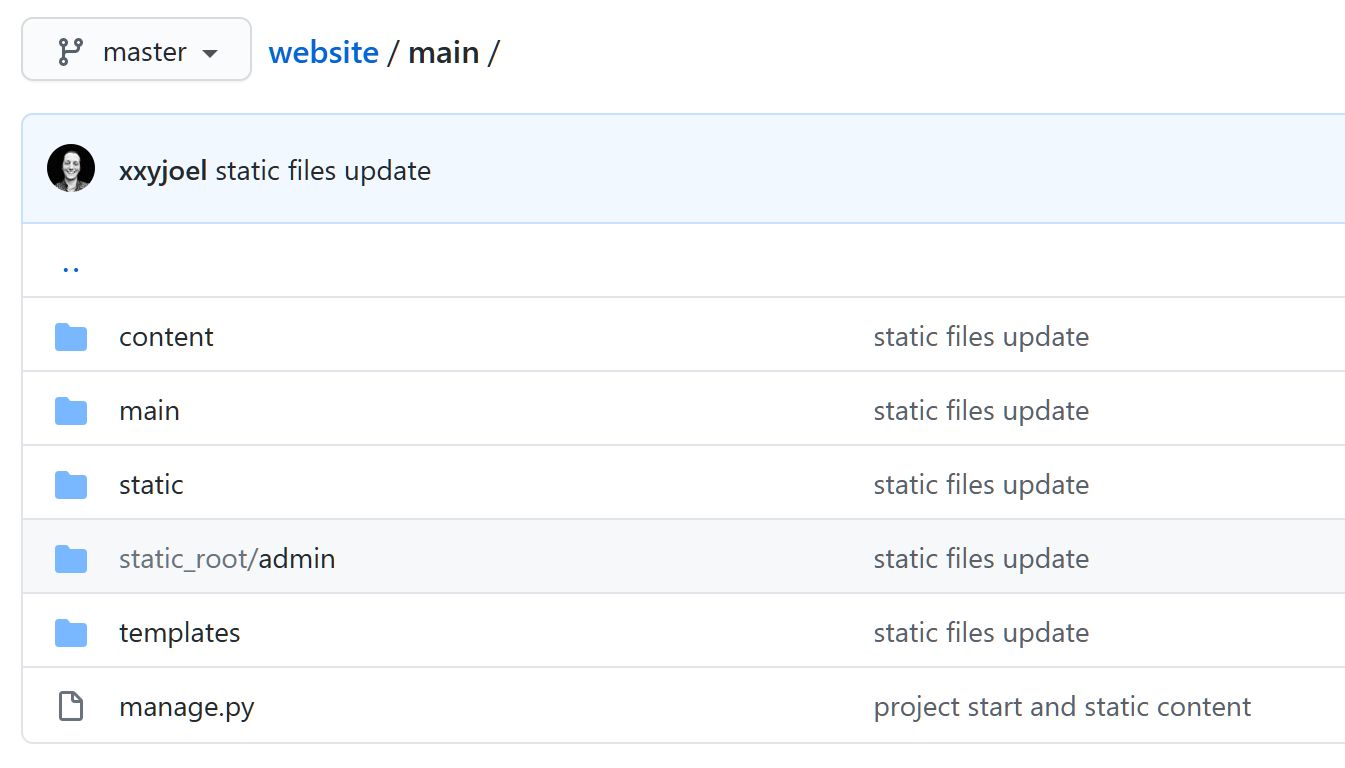 master website / main /
xxyjoel static files update
..
content static files update
main static files update
static static files update
static_root/admin static files update
templates static files update
manage.py project start and static content